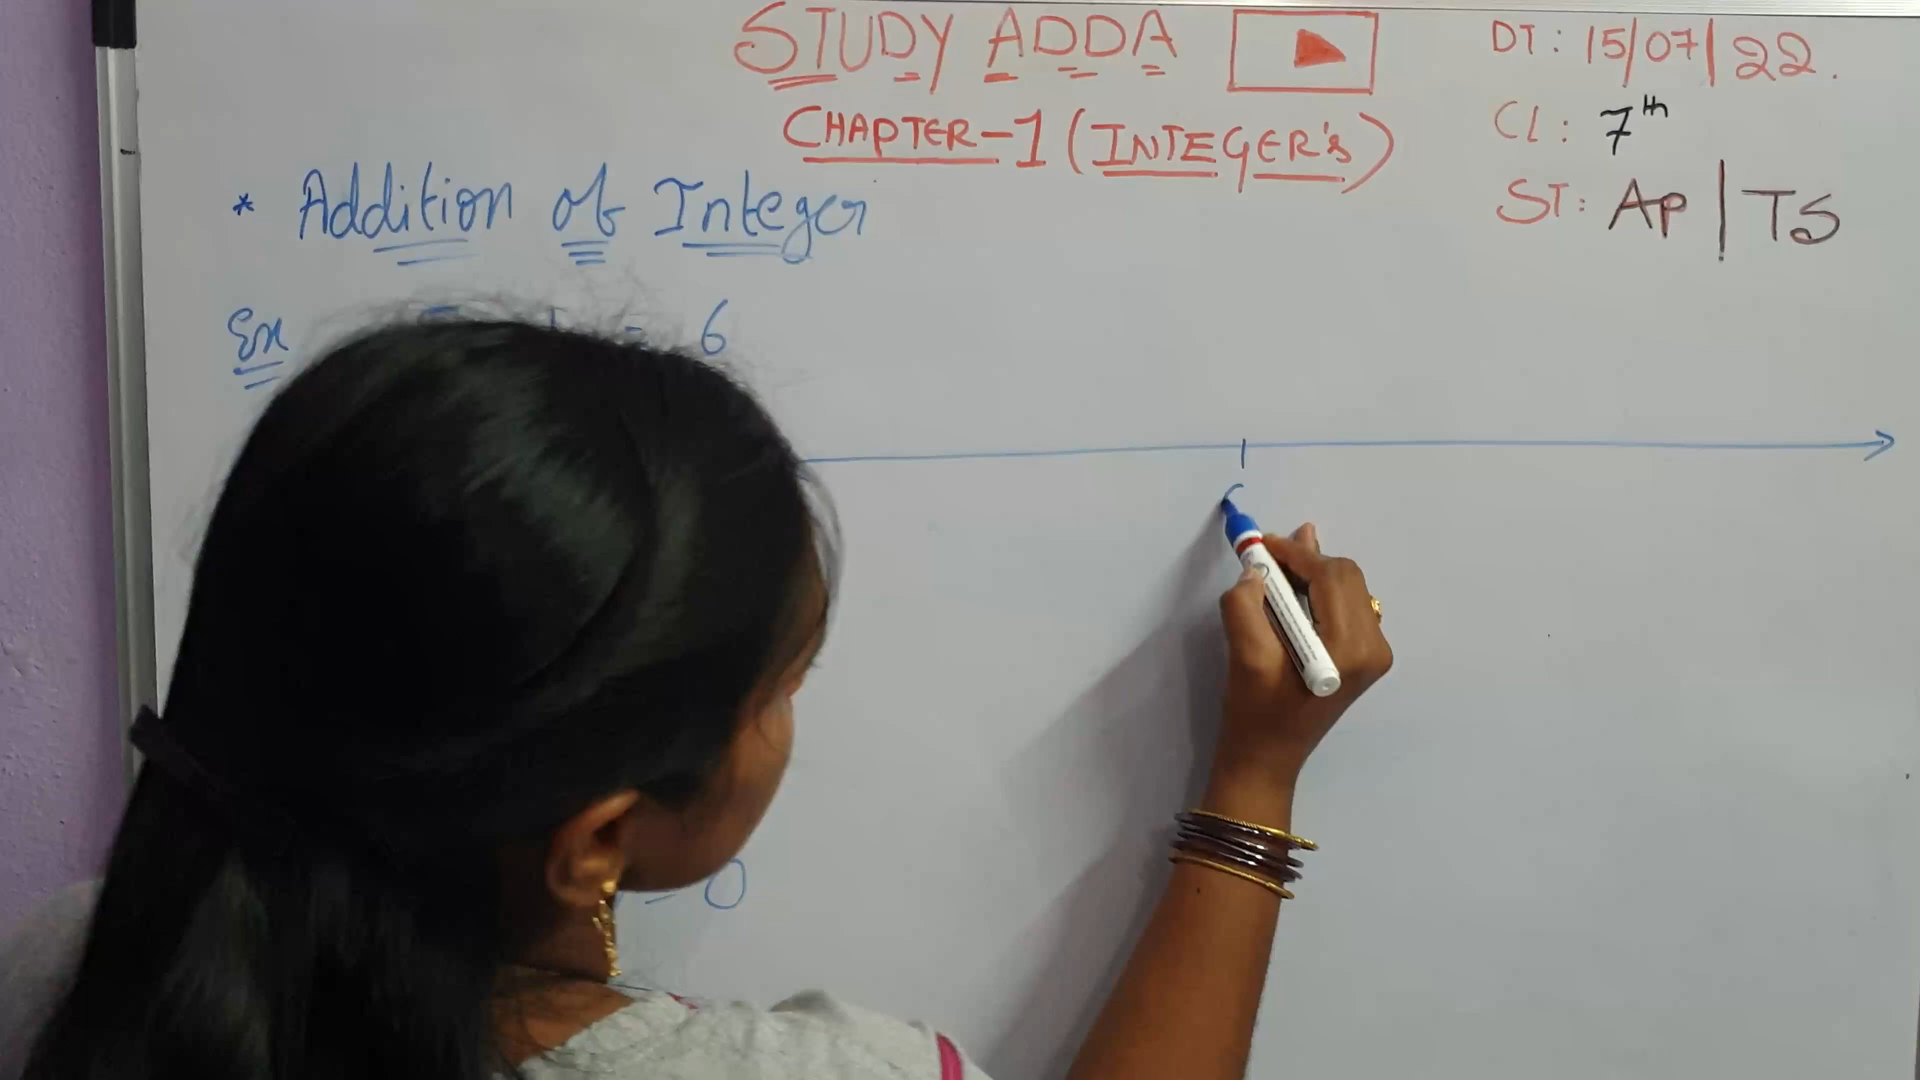 STUDY ADDA
DT: 15/07/22.
CHAPTER-1 (INTEGER's)
CL: 7th
ST: AP | TS
* Addition of Integer
Ex = 6
= 0